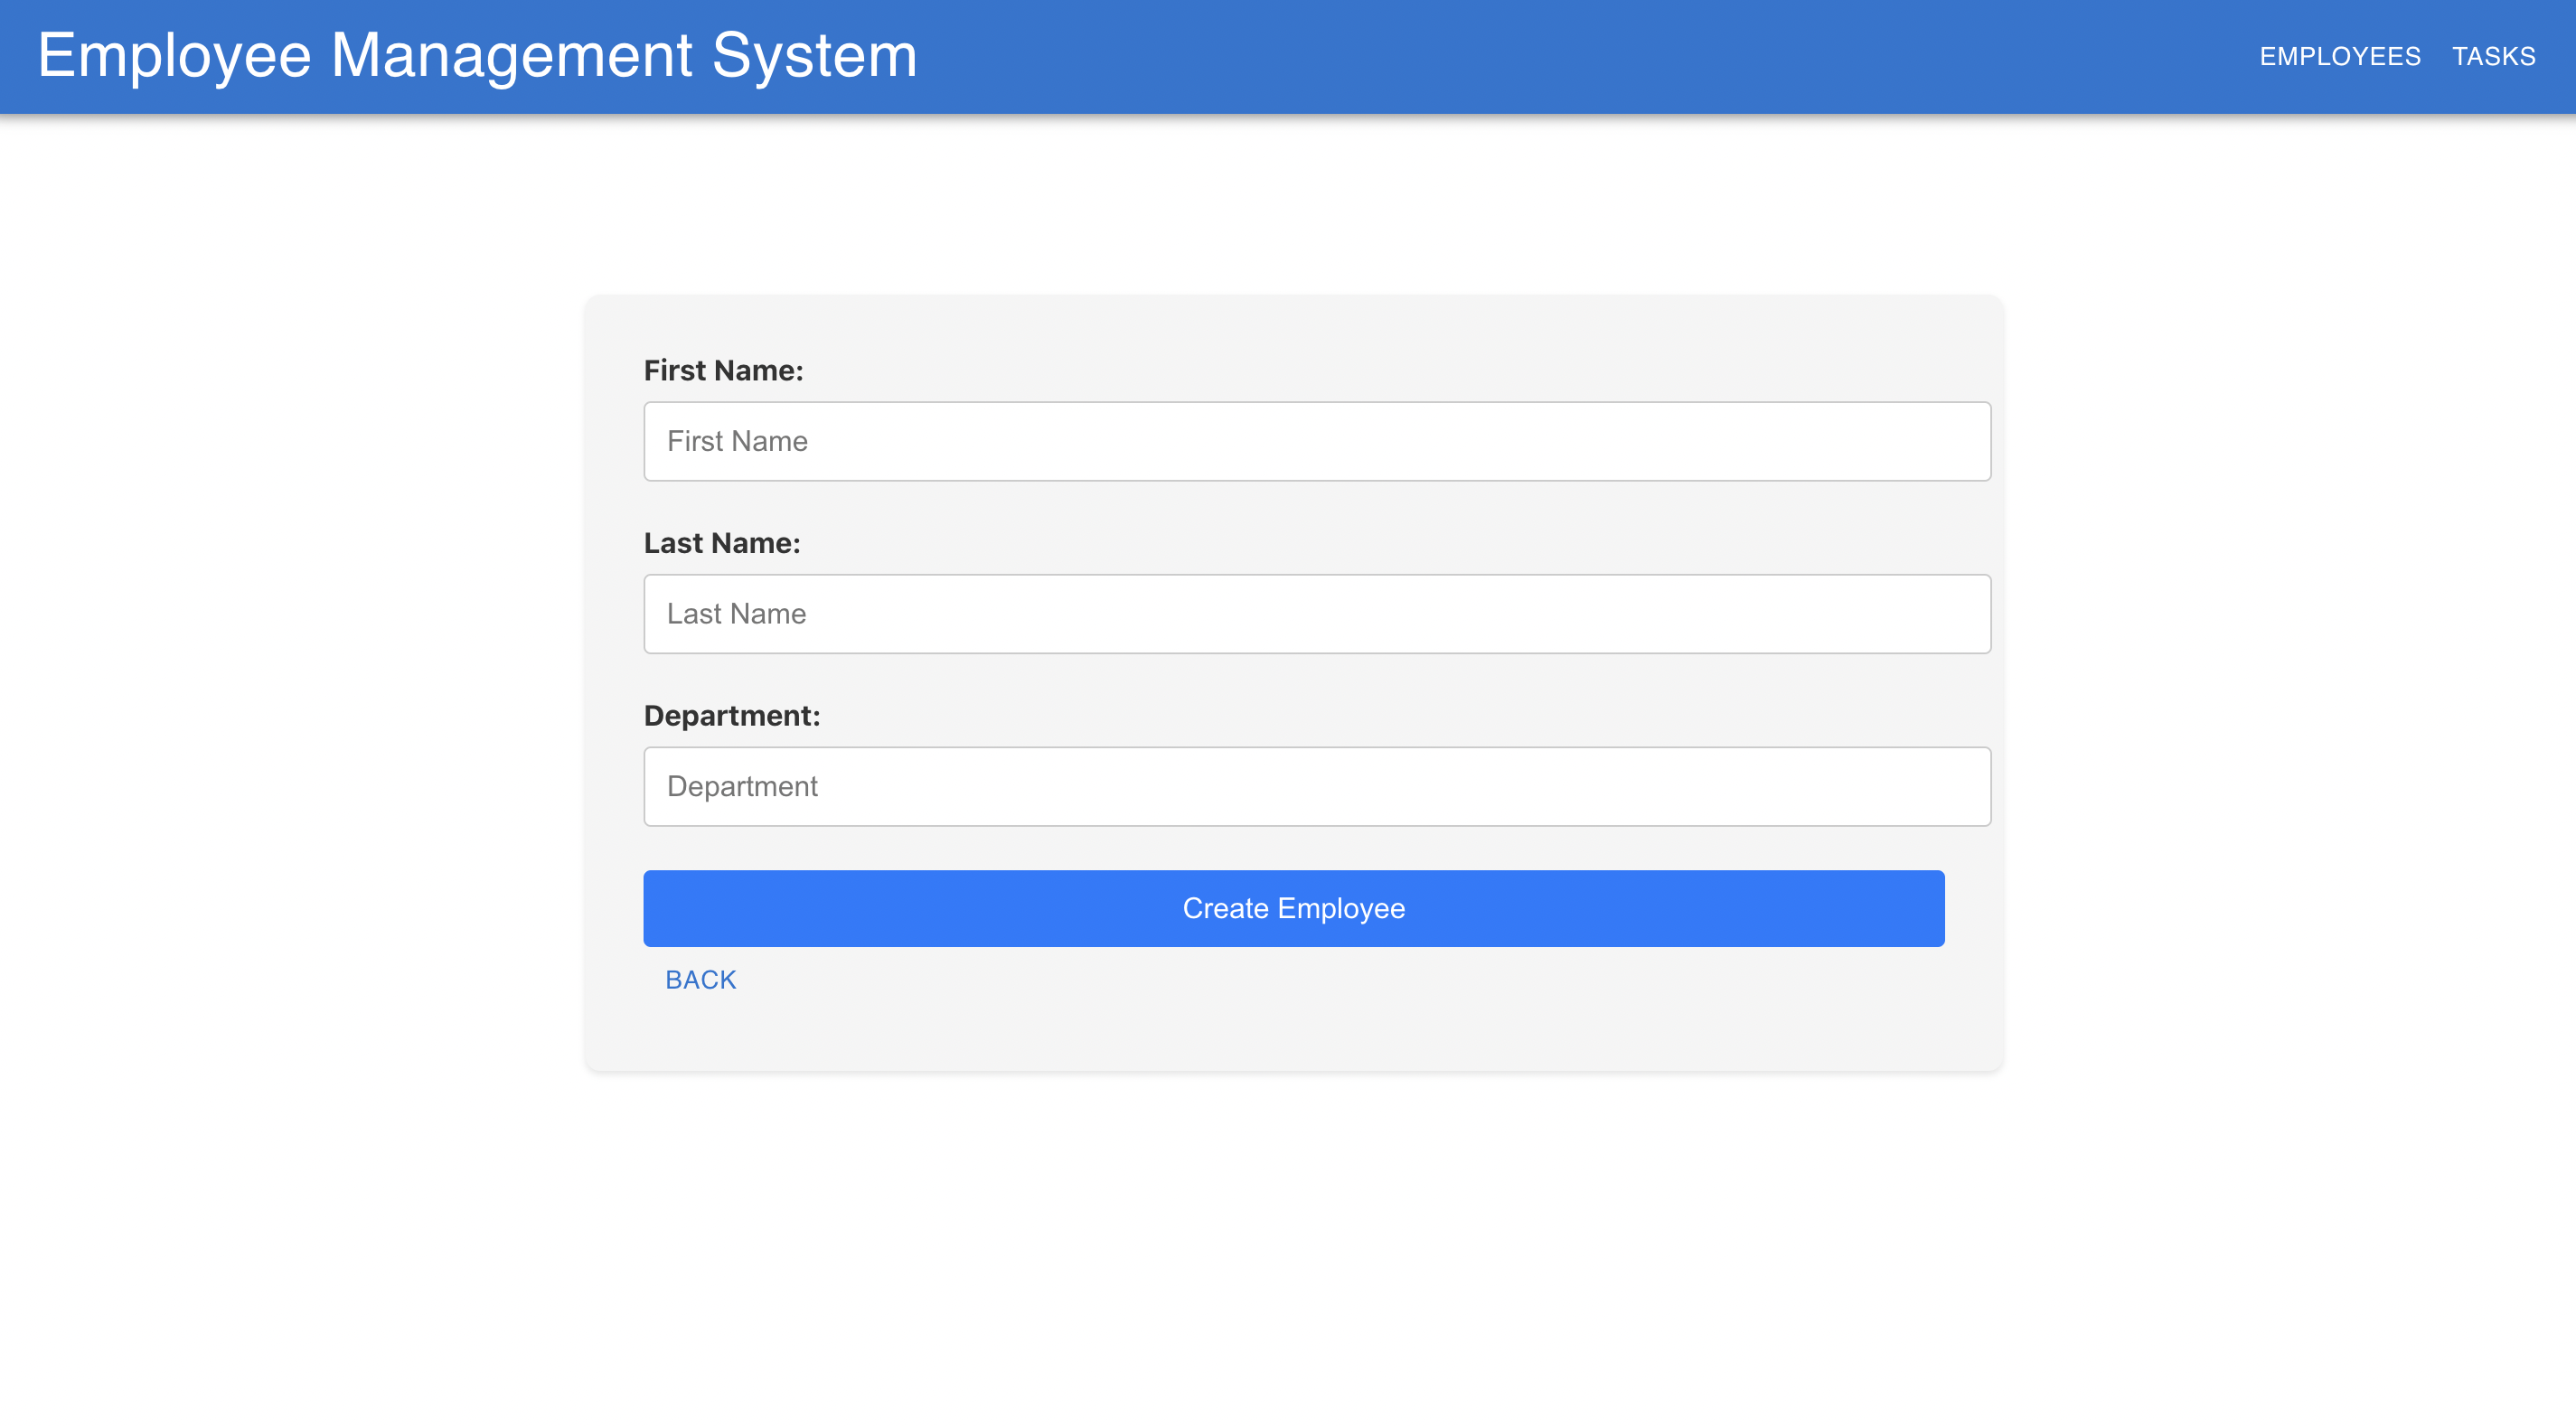 Employee Management System
EMPLOYEES TASKS
First Name:
First Name
Last Name:
Last Name
Department:
Department
Create Employee
BACK